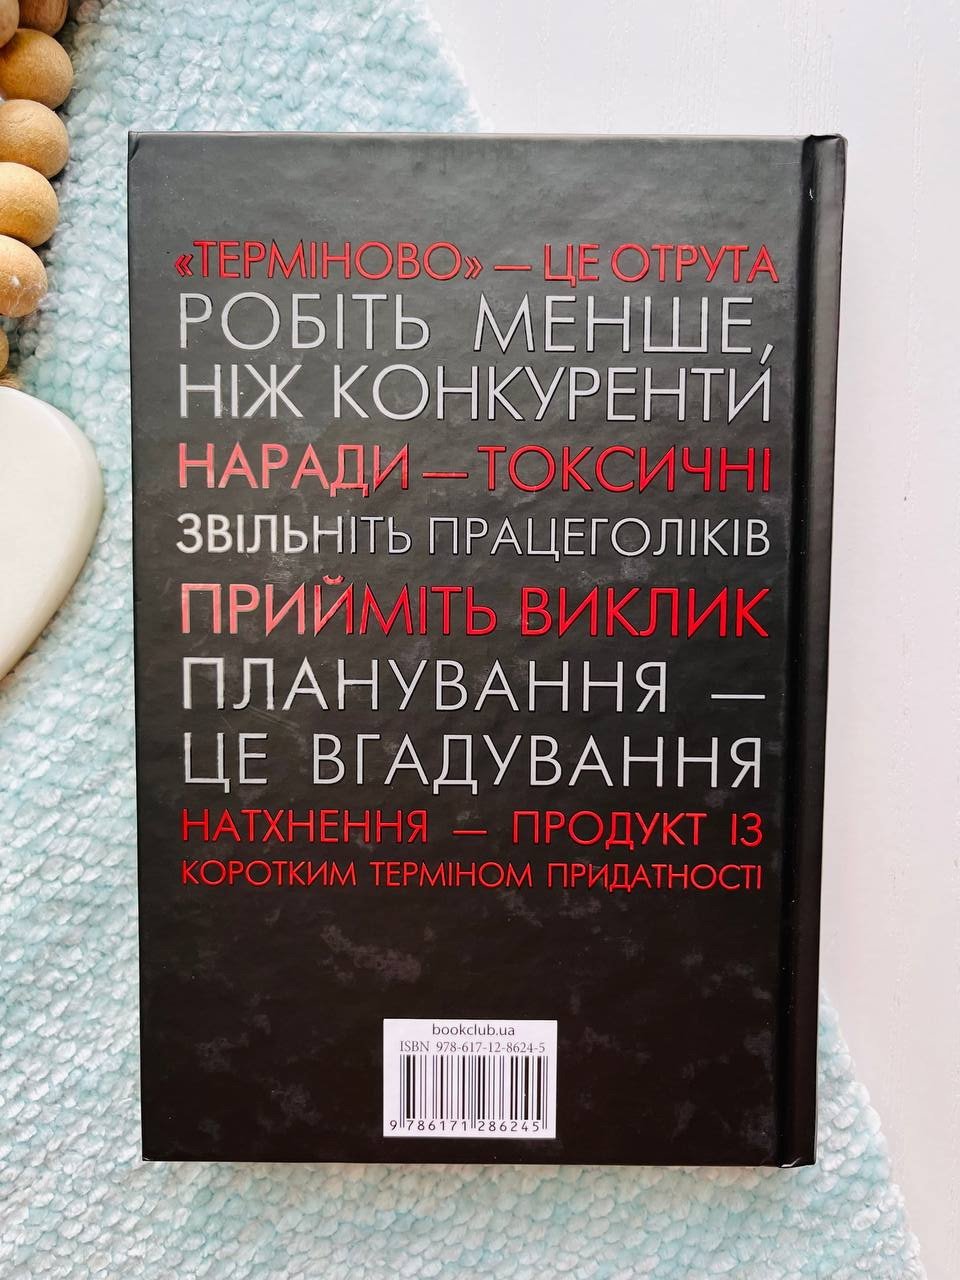 «ТЕРМІНОВО» — ЦЕ ОТРУТА
РОБІТЬ МЕНШЕ,
НІЖ КОНКУРЕНТИ
НАРАДИ — ТОКСИЧНІ
ЗВІЛЬНІТЬ ПРАЦЕГОЛІКІВ
ПРИЙМІТЬ ВИКЛИК
ПЛАНУВАННЯ —
ЦЕ ВГАДУВАННЯ
НАТХНЕННЯ — ПРОДУКТ ІЗ
КОРОТКИМ ТЕРМІНОМ ПРИДАТНОСТІ
bookclub.ua
ISBN 978-617-12-8624-5
9 786171 286245